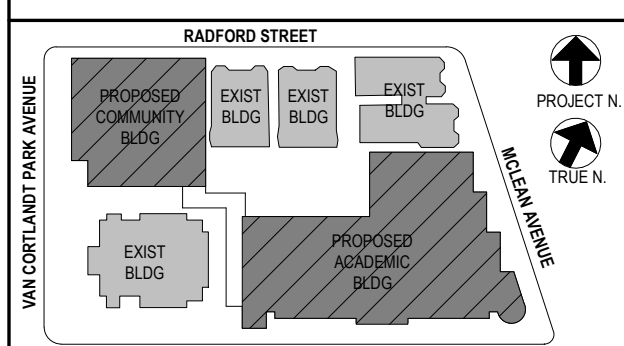 RADFORD STREET
VAN CORTLANDT PARK AVENUE
PROPOSED
COMMUNITY
BLDG
EXIST
BLDG
EXIST
BLDG
EXIST
BLDG
PROJECT N.
TRUE N.
MCLEAN AVENUE
EXIST
BLDG
PROPOSED
ACADEMIC
BLDG